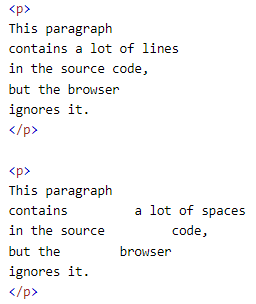 <p>
This paragraph
contains a lot of lines
in the source code,
but the browser
ignores it.
</p>

<p>
This paragraph
contains         a lot of spaces
in the source         code,
but the        browser
ignores it.
</p>